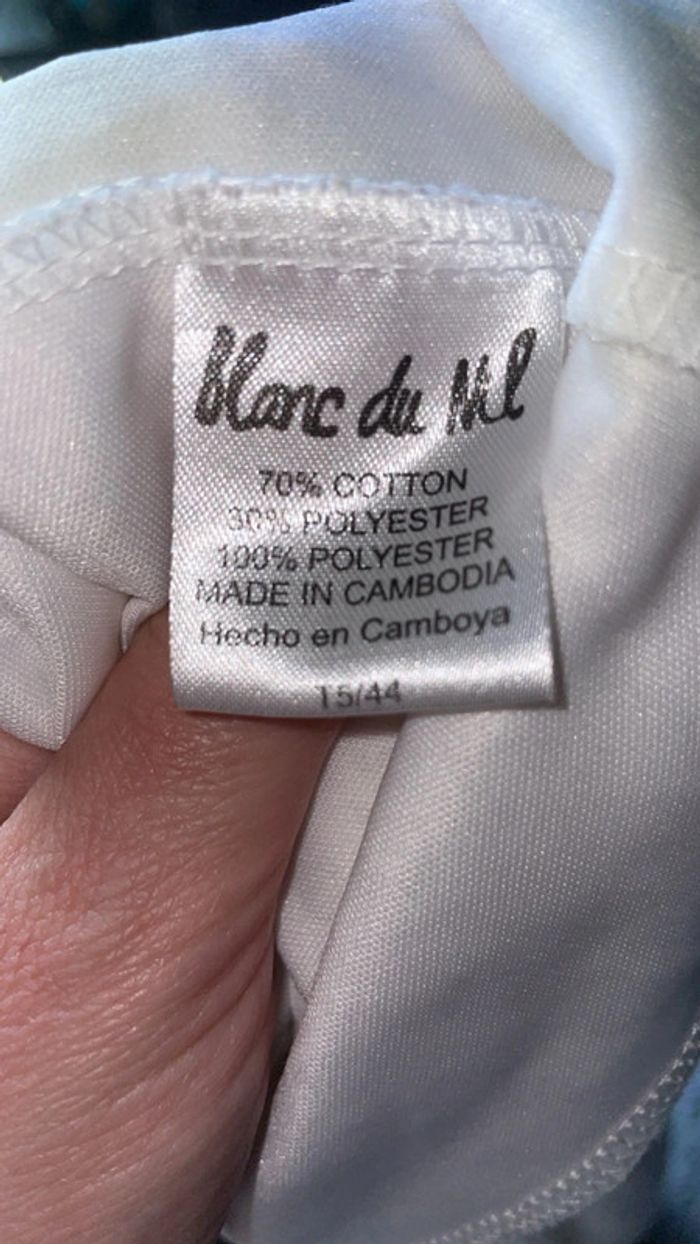 blanc du Nil
70% COTTON
30% POLYESTER
100% POLYESTER
MADE IN CAMBODIA
Hecho en Camboya
15/44